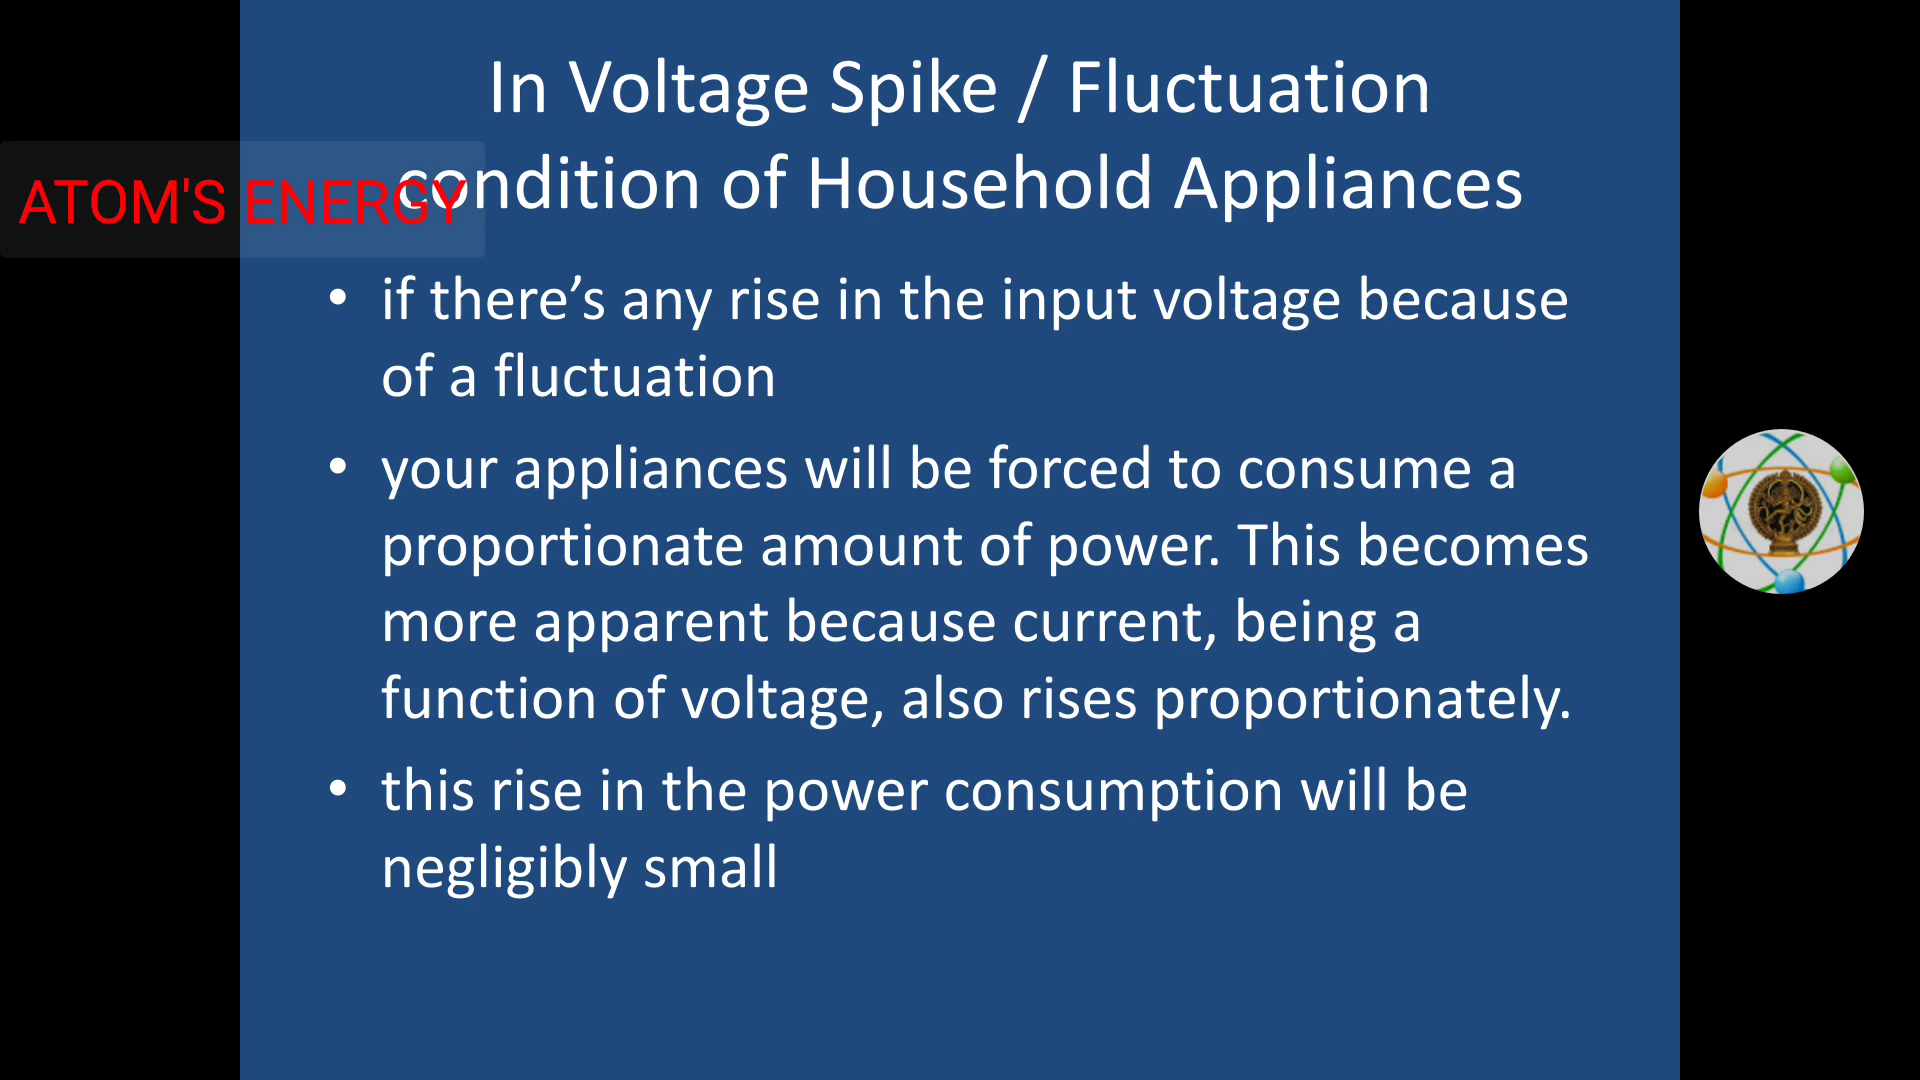 In Voltage Spike / Fluctuation
condition of Household Appliances
ATOM'S ENERGY
• if there’s any rise in the input voltage because
of a fluctuation
• your appliances will be forced to consume a
proportionate amount of power. This becomes
more apparent because current, being a
function of voltage, also rises proportionately.
• this rise in the power consumption will be
negligibly small